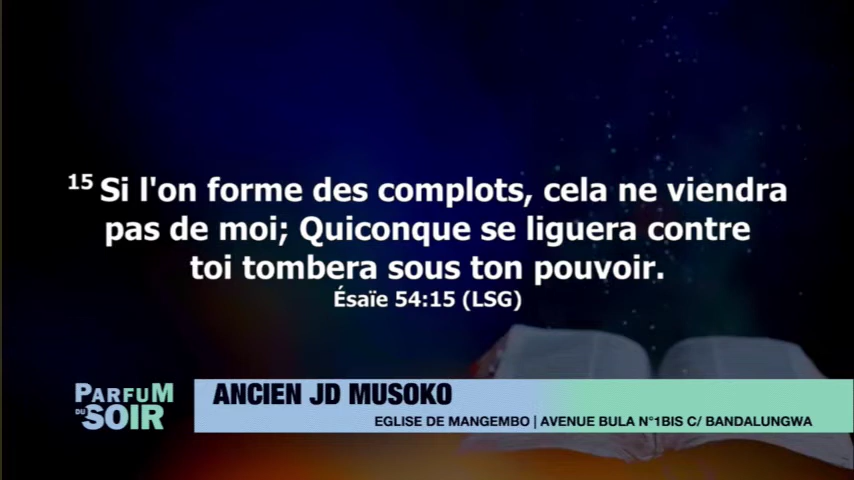 15 Si l'on forme des complots, cela ne viendra
pas de moi; Quiconque se liguera contre
toi tombera sous ton pouvoir.
Ésaïe 54:15 (LSG)
PARFUM
DU SOIR
ANCIEN JD MUSOKO
EGLISE DE MANGEMBO | AVENUE BULA N°1BIS C/ BANDALUNGWA